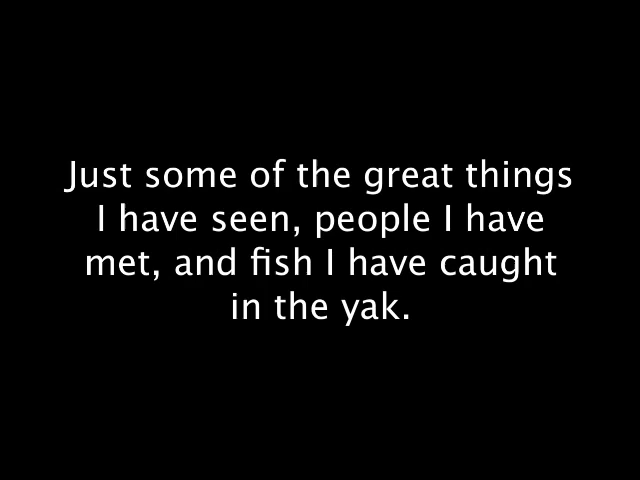 Just some of the great things
I have seen, people I have
met, and fish I have caught
in the yak.